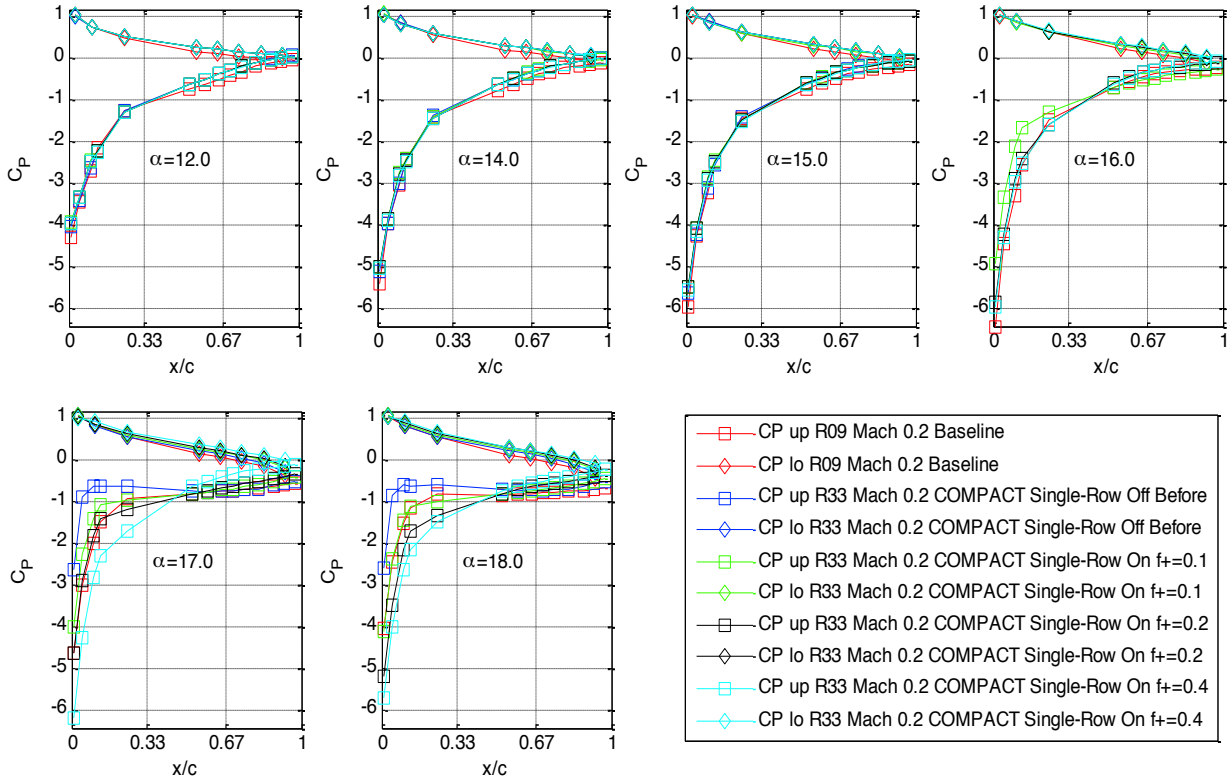 1
0
-1
-2
-3
-4
-5
-6
CP
α=12.0
0 0.33 0.67 1
x/c
1
0
-1
-2
-3
-4
-5
-6
CP
α=14.0
0 0.33 0.67 1
x/c
1
0
-1
-2
-3
-4
-5
-6
CP
α=15.0
0 0.33 0.67 1
x/c
1
0
-1
-2
-3
-4
-5
-6
CP
α=16.0
0 0.33 0.67 1
x/c
1
0
-1
-2
-3
-4
-5
-6
CP
α=17.0
0 0.33 0.67 1
x/c
1
0
-1
-2
-3
-4
-5
-6
CP
α=18.0
0 0.33 0.67 1
x/c
CP up R09 Mach 0.2 Baseline
CP lo R09 Mach 0.2 Baseline
CP up R33 Mach 0.2 COMPACT Single-Row Off Before
CP lo R33 Mach 0.2 COMPACT Single-Row Off Before
CP up R33 Mach 0.2 COMPACT Single-Row On f+=0.1
CP lo R33 Mach 0.2 COMPACT Single-Row On f+=0.1
CP up R33 Mach 0.2 COMPACT Single-Row On f+=0.2
CP lo R33 Mach 0.2 COMPACT Single-Row On f+=0.2
CP up R33 Mach 0.2 COMPACT Single-Row On f+=0.4
CP lo R33 Mach 0.2 COMPACT Single-Row On f+=0.4